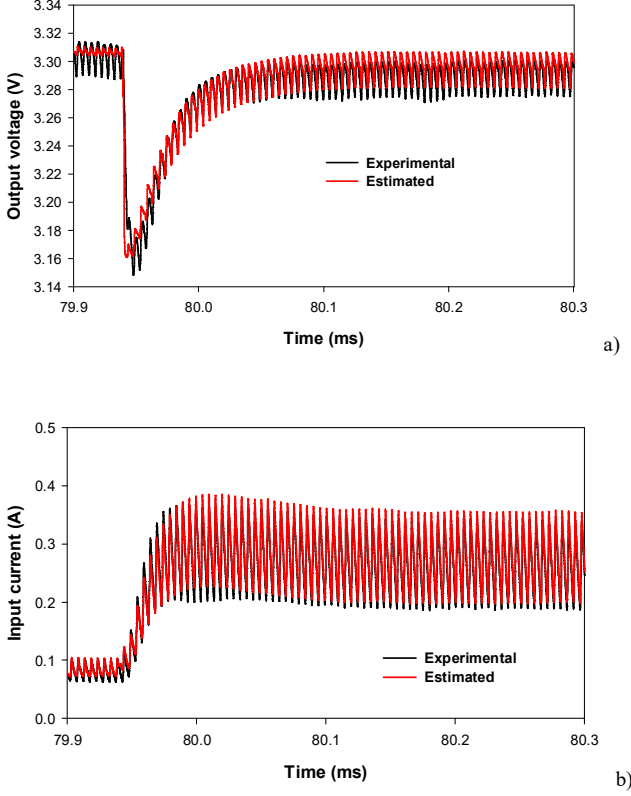 3.34
3.32
3.30
3.28
3.26
3.24
3.22
3.20
3.18
3.16
3.14
Output voltage (V)
Experimental
Estimated
79.9 80.0 80.1 80.2 80.3
Time (ms)
a)
0.5
0.4
0.3
0.2
0.1
0.0
Input current (A)
Experimental
Estimated
79.9 80.0 80.1 80.2 80.3
Time (ms)
b)